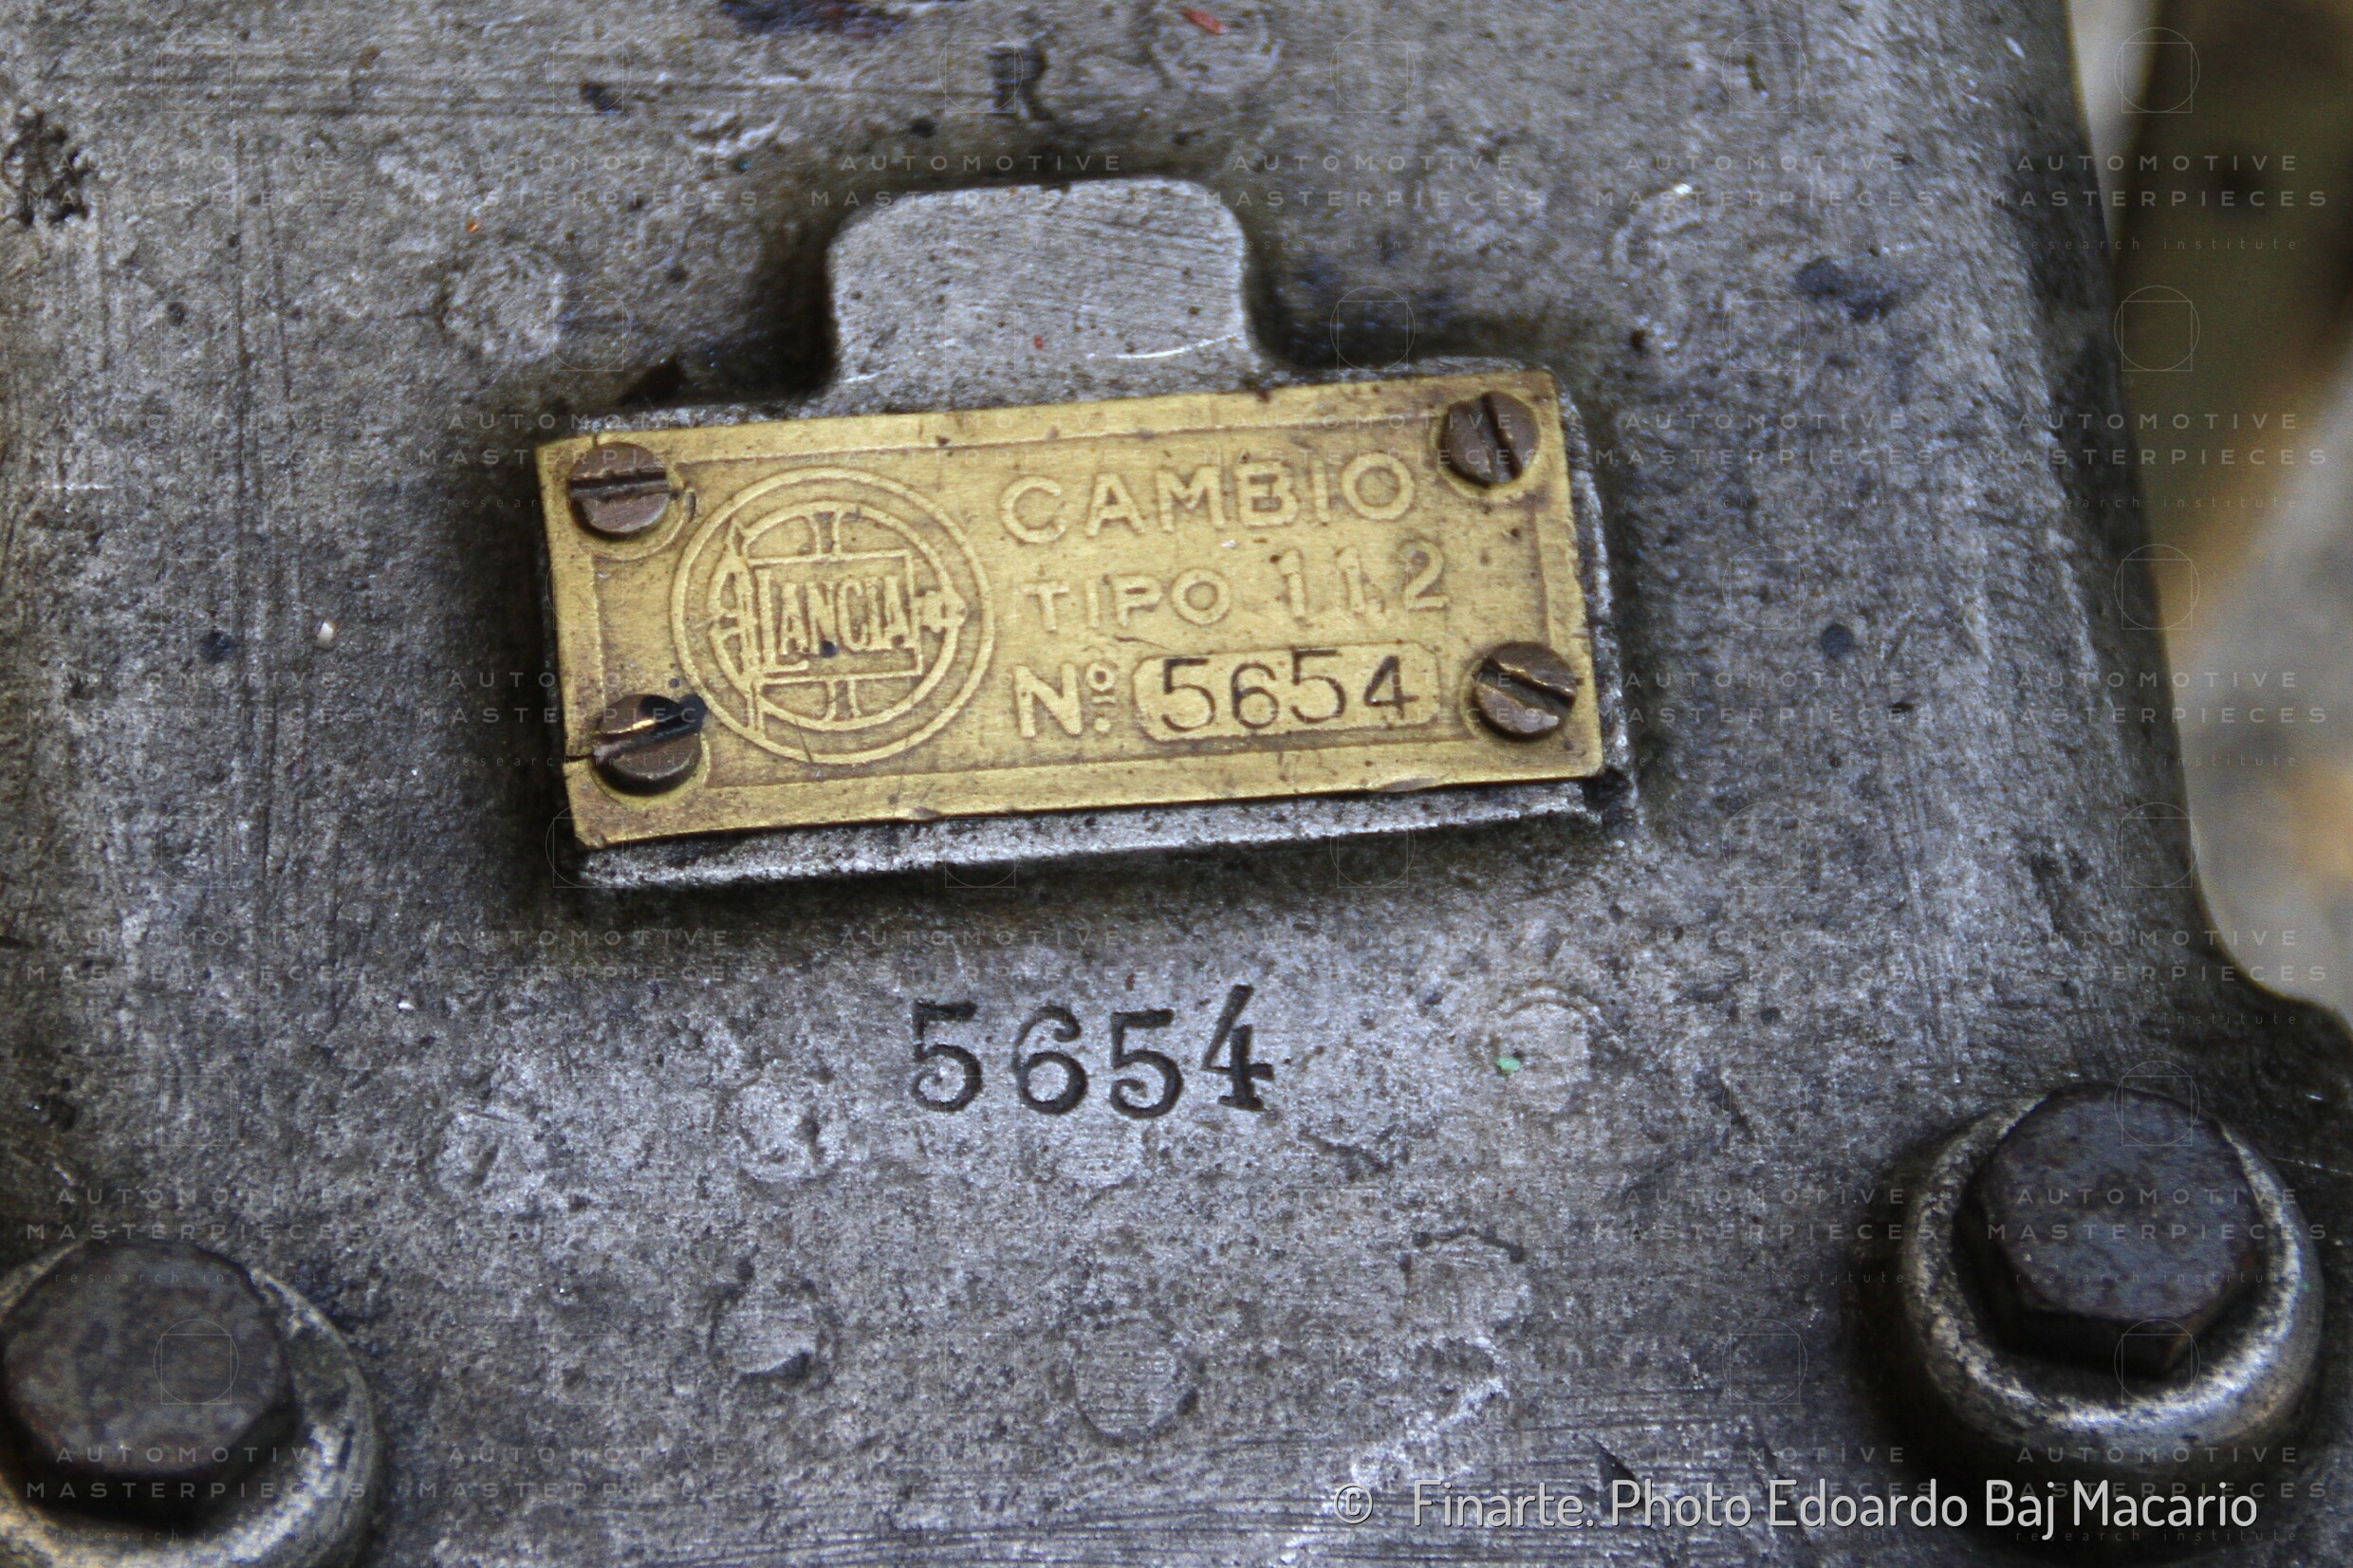 R
LANCIA
CAMBIO
TIPO 112
Nº 5654
5654
© Finarte. Photo Edoardo Baj Macario
AUTOMOTIVE
MASTERPIECES
research institute